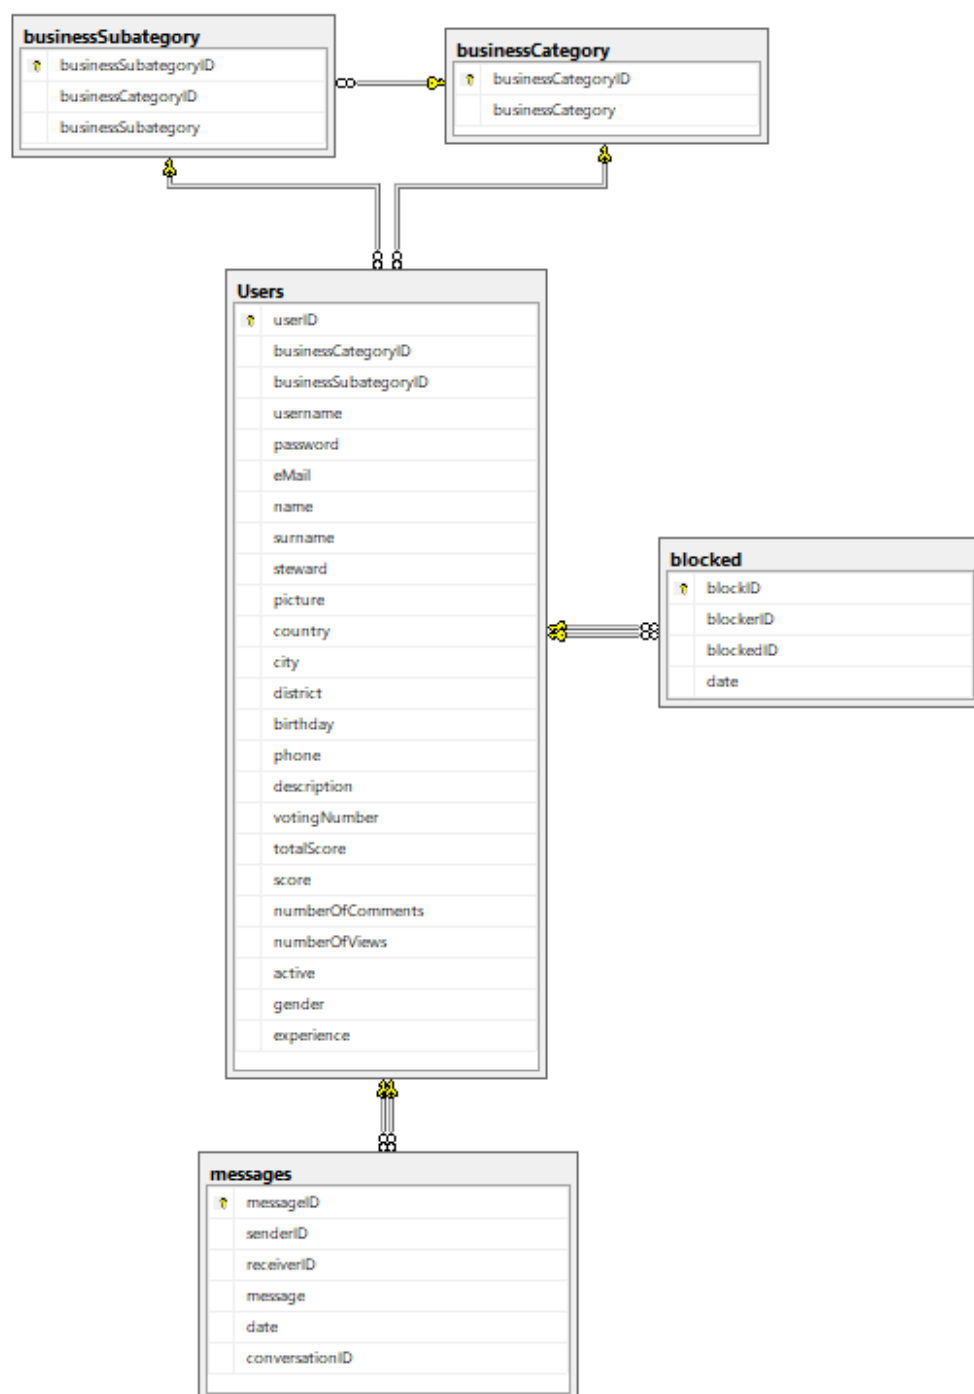 businessSubategory
businessSubategoryID
businessCategoryID
businessSubategory
businessCategory
businessCategoryID
businessCategory
Users
userID
businessCategoryID
businessSubategoryID
username
password
eMail
name
surname
steward
picture
country
city
district
birthday
phone
description
votingNumber
totalScore
score
numberOfComments
numberOfViews
active
gender
experience
blocked
blockID
blockerID
blockedID
date
messages
messageID
senderID
receiverID
message
date
conversationID